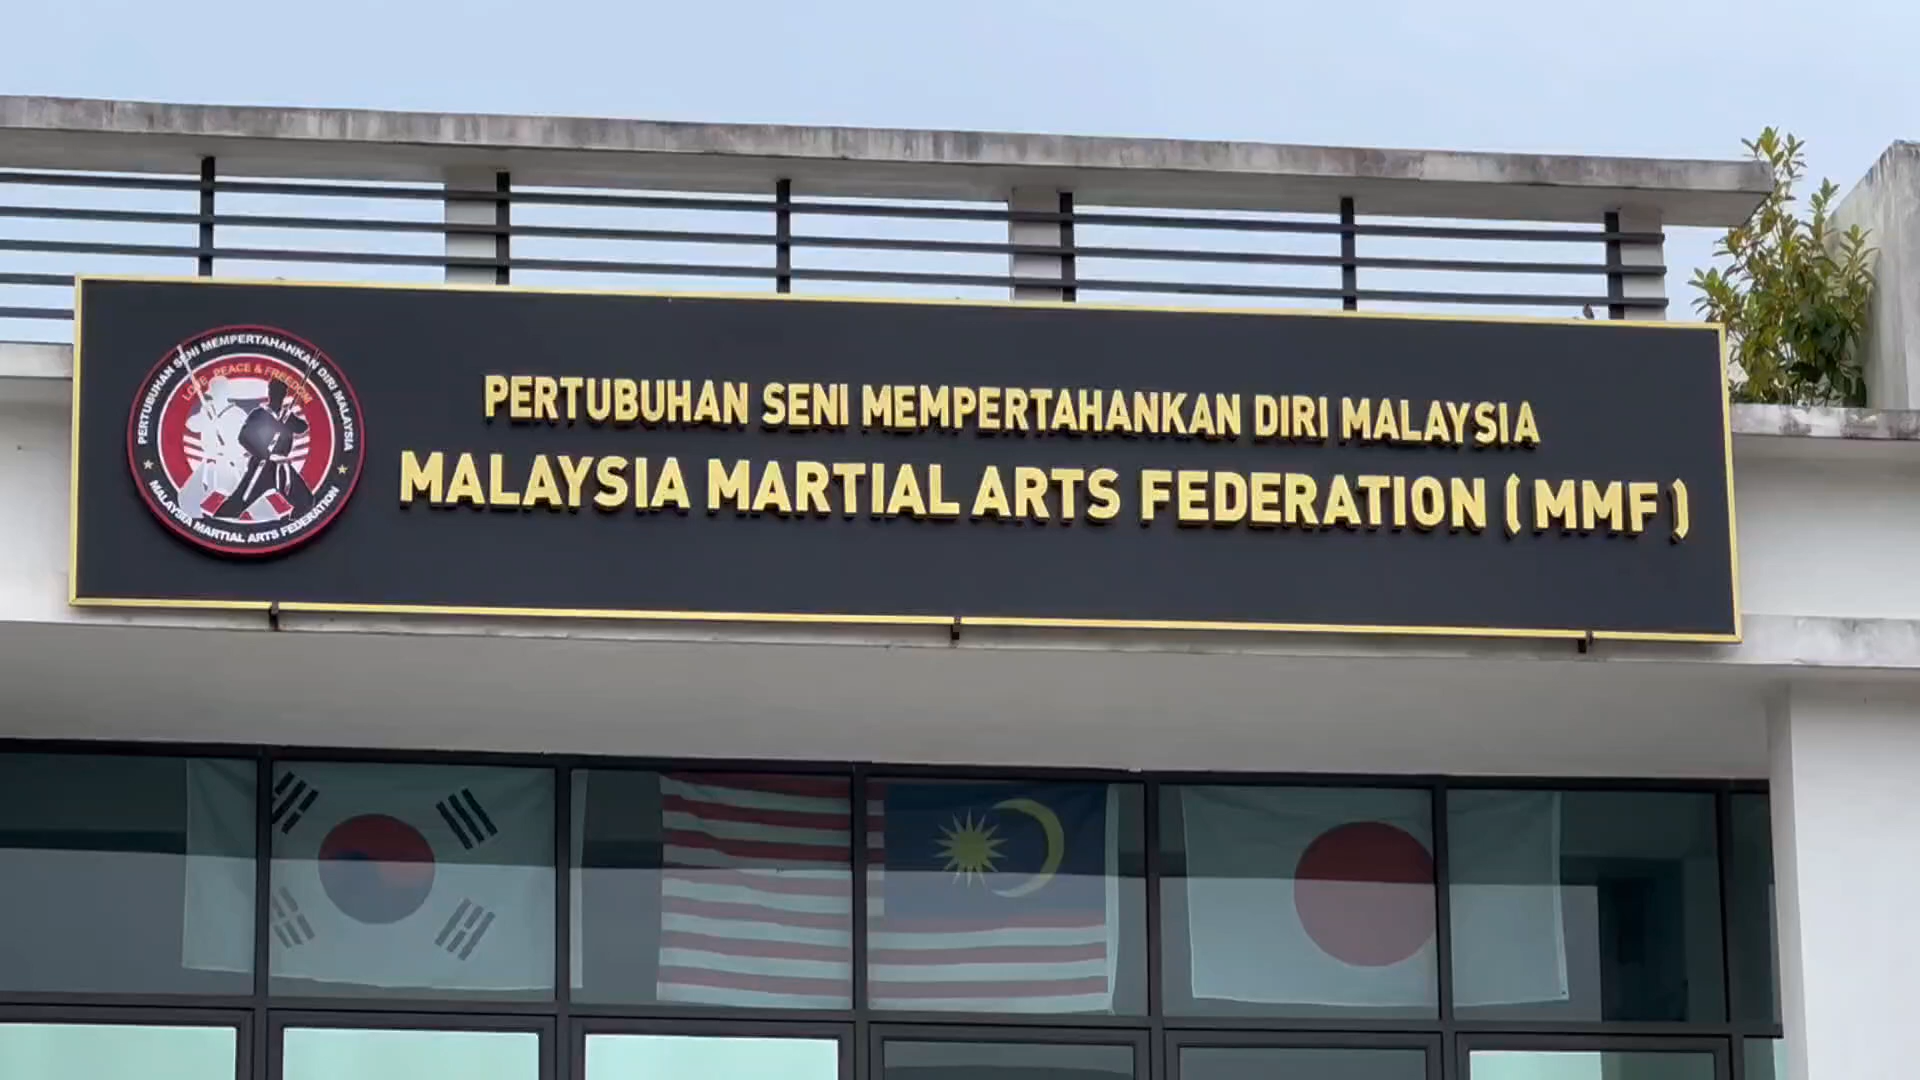 PERTUBUHAN SENI MEMPERTAHANKAN DIRI MALAYSIA
LOVE, PEACE & FREEDOM
MALAYSIA MARTIAL ARTS FEDERATION
PERTUBUHAN SENI MEMPERTAHANKAN DIRI MALAYSIA
MALAYSIA MARTIAL ARTS FEDERATION (MMF)